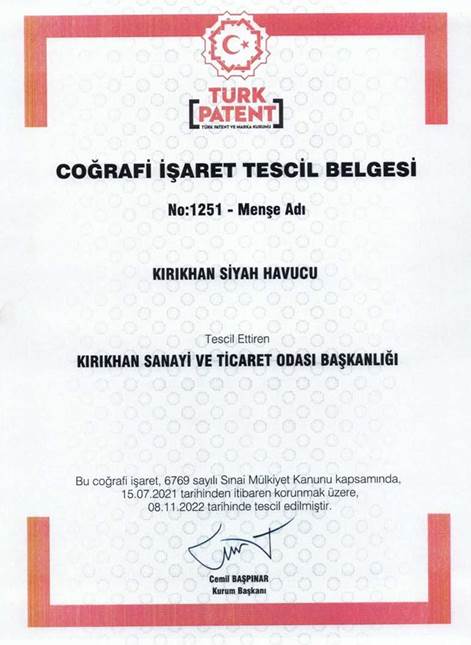 TÜRK
PATENT
TÜRK PATENT VE MARKA KURUMU
COĞRAFİ İŞARET TESCİL BELGESİ
No:1251 - Menşe Adı
KIRIKHAN SİYAH HAVUCU
Tescil Ettiren
KIRIKHAN SANAYİ VE TİCARET ODASI BAŞKANLIĞI
Bu coğrafi işaret, 6769 sayılı Sınai Mülkiyet Kanunu kapsamında,
15.07.2021 tarihinden itibaren korunmak üzere,
08.11.2022 tarihinde tescil edilmiştir.
Cemil BAŞPINAR
Kurum Başkanı